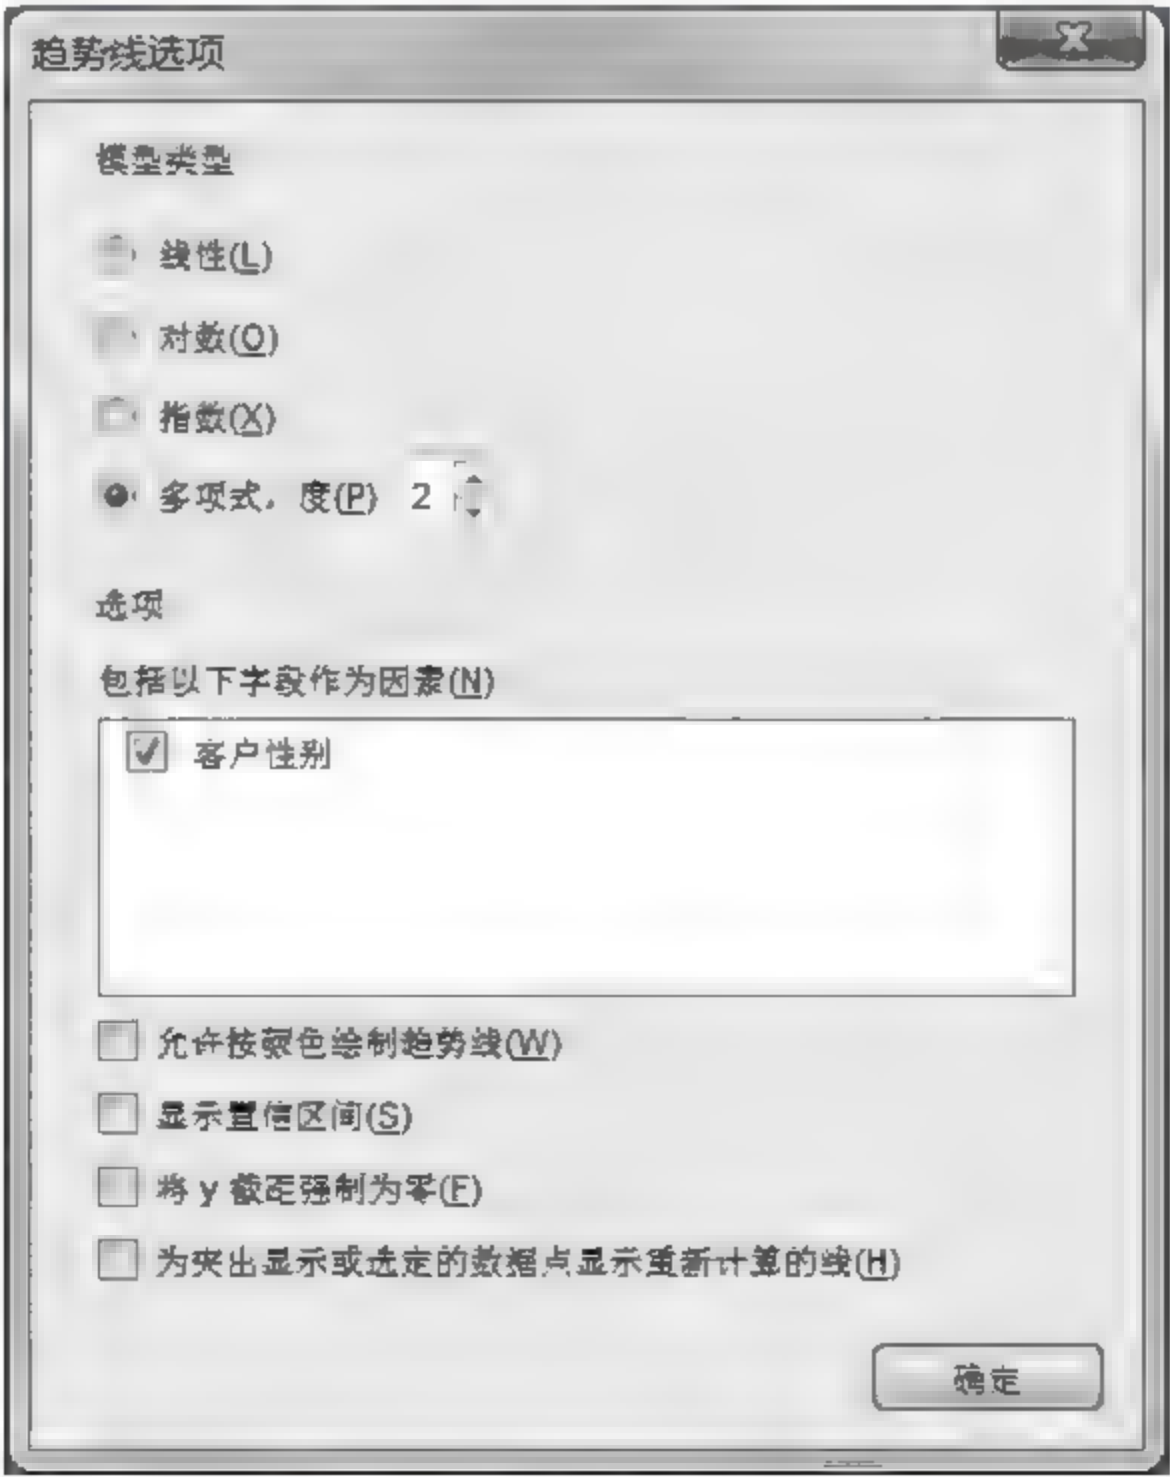 趋势线选项
模型类型
线性(L)
对数(O)
指数(X)
多项式，度(P) 2
选项
包括以下字段作为因素(N)
客户性别
允许按颜色绘制趋势线(W)
显示置信区间(S)
将 y 截距强制为零(F)
为突出显示或选定的数据点显示重新计算的线(H)
确定